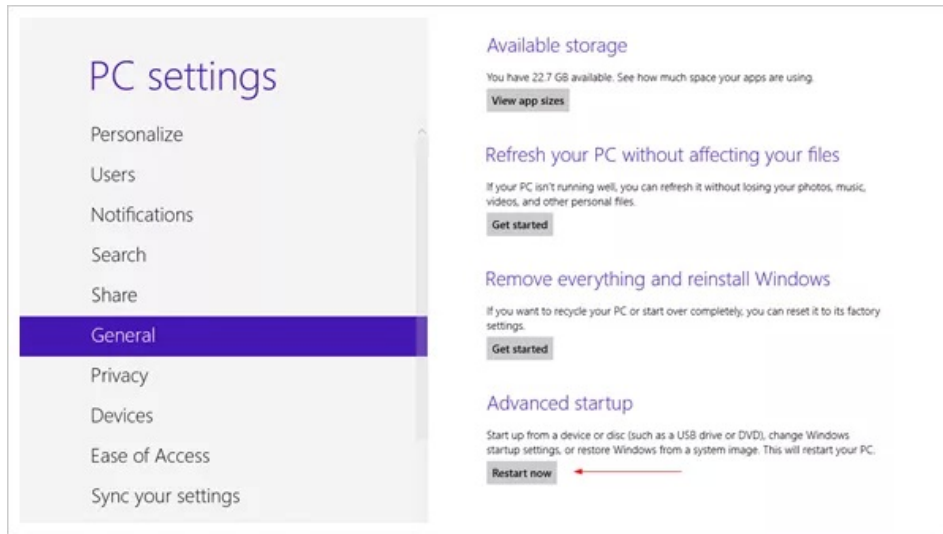 PC settings
Personalize
Users
Notifications
Search
Share
General
Privacy
Devices
Ease of Access
Sync your settings
Available storage
You have 22.7 GB available. See how much space your apps are using.
View app sizes
Refresh your PC without affecting your files
If your PC isn't running well, you can refresh it without losing your photos, music,
videos, and other personal files.
Get started
Remove everything and reinstall Windows
If you want to recycle your PC or start over completely, you can reset it to its factory
settings.
Get started
Advanced startup
Start up from a device or disc (such as a USB drive or DVD), change Windows
startup settings, or restore Windows from a system image. This will restart your PC.
Restart now